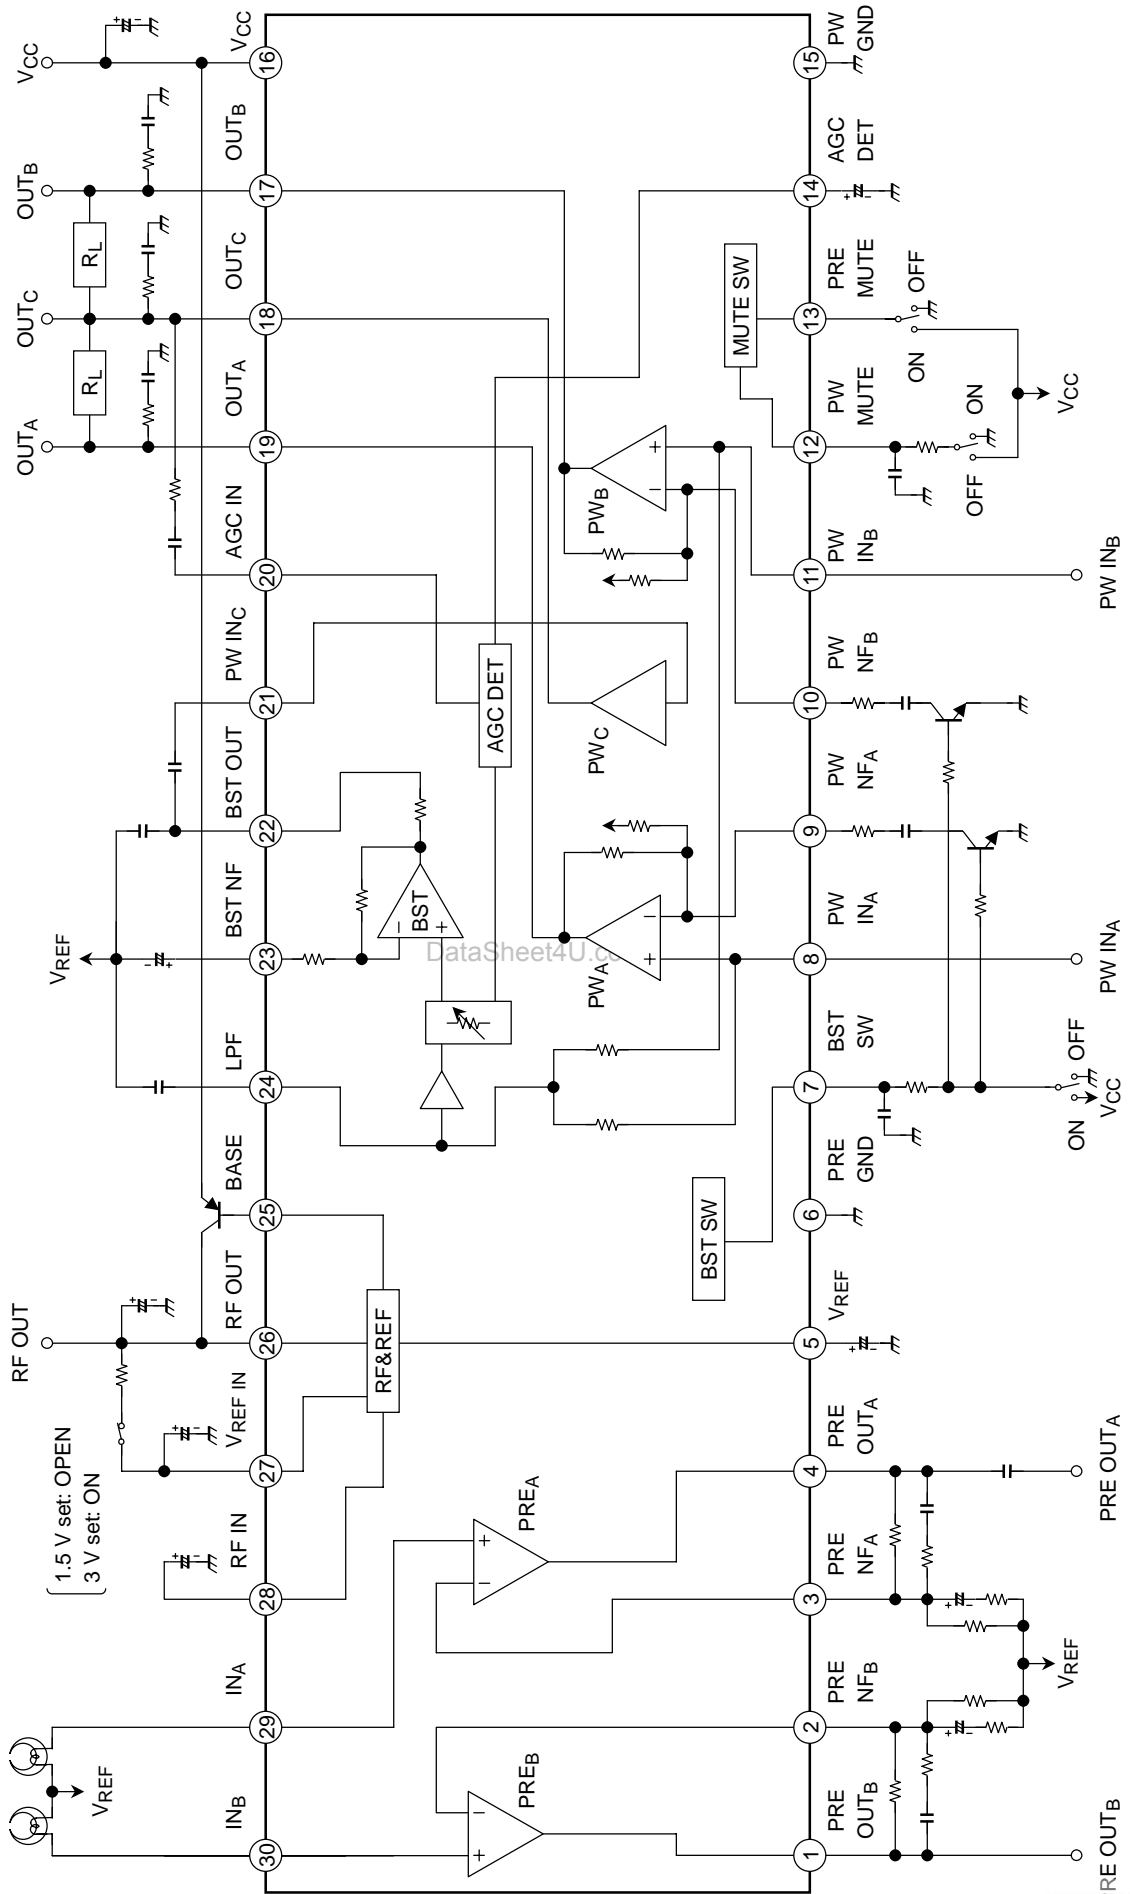 VCC
OUTB
RL
OUTC
RL
OUTA
VREF
RF OUT
1.5 V set: OPEN
3 V set: ON
VREF
+
-
+
-
+
-
+
-
+
-
30
INB
29
INA
28
RF IN
27
VREF IN
26
RF OUT
25
BASE
24
LPF
23
BST NF
22
BST OUT
21
PW INC
20
AGC IN
19
OUTA
18
OUTC
17
OUTB
16
VCC
PREB
+
-
PREA
+
-
RF&REF
BST SW
BST
-
+
AGC DET
PWA
+
-
PWC
PWB
-
+
MUTE SW
DataSheet4U.co
1
PRE
OUTB
2
PRE
NFB
3
PRE
NFA
4
PRE
OUTA
5
VREF
6
PRE
GND
7
BST
SW
8
PW
INA
9
PW
NFA
10
PW
NFB
11
PW
INB
12
PW
MUTE
13
PRE
MUTE
14
AGC
DET
15
PW
GND
+
-
+
-
+
-
+
-
RE OUTB
VREF
PRE OUTA
ON
OFF
VCC
PW INA
PW INB
OFF
ON
ON
OFF
VCC